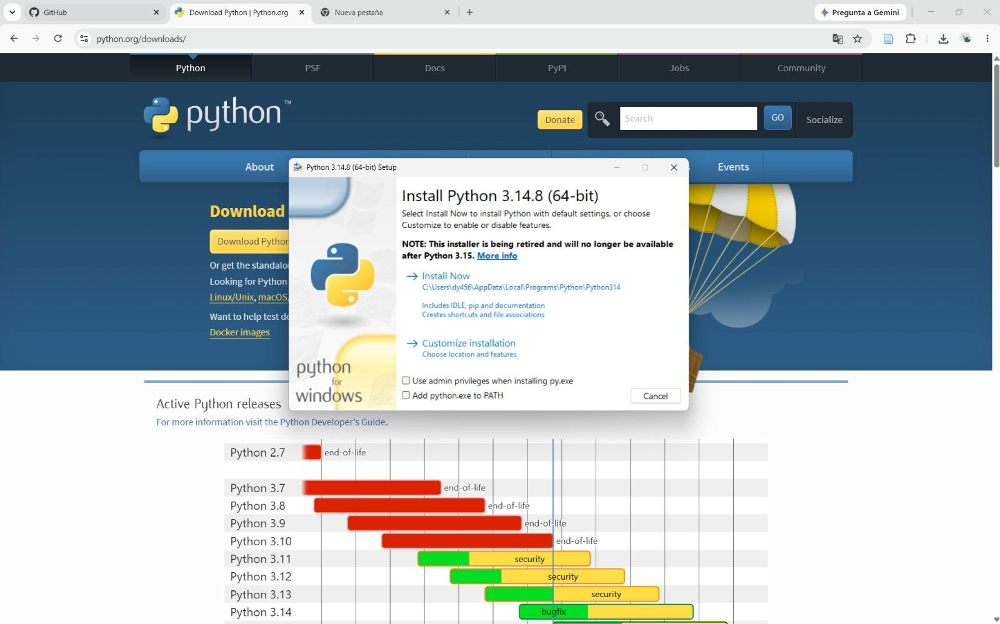 GitHub
Download Python | Python.org
Nueva pestaña
Pregunta a Gemini
python.org/downloads/
Python
PSF
Docs
PyPI
Jobs
Community
python™
Donate
Search
GO
Socialize
About
s
Events
Python 3.14.8 (64-bit) Setup
Install Python 3.14.8 (64-bit)
Select Install Now to install Python with default settings, or choose
Customize to enable or disable features.
NOTE: This installer is being retired and will no longer be available
after Python 3.15. More info
Install Now
C:\Users\dy456\AppData\Local\Programs\Python\Python314
Includes IDLE, pip and documentation
Creates shortcuts and file associations
Customize installation
Choose location and features
Use admin privileges when installing py.exe
Add python.exe to PATH
Cancel
python
for
windows
Download
Download Python
Or get the standalo
Looking for Python
Linux/Unix, macOS,
Want to help test de
Docker images
Active Python releases
For more information visit the Python Developer's Guide.
Python 2.7 end-of-life
Python 3.7 end-of-life
Python 3.8 end-of-life
Python 3.9 end-of-life
Python 3.10 end-of-life
Python 3.11 security
Python 3.12 security
Python 3.13 security
Python 3.14 bugfix